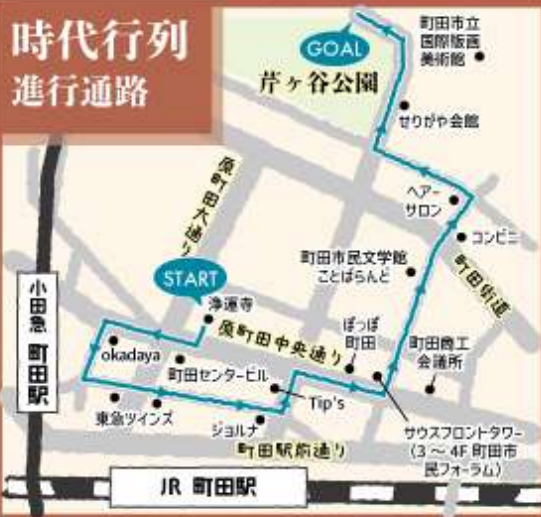 時代行列
進行通路
GOAL
芹ヶ谷公園
町田市立
国際版画
美術館
せりがや会館
ヘアー
サロン
コンビニ
町田街道
原町田大通り
町田市民文学館
ことばらんど
START
浄運寺
原町田中央通り
ぽっぽ
町田
町田商工
会議所
小田急 町田駅
okadaya
町田センタービル
Tip's
東急ツインズ
ジョルナ
町田駅前通り
サウスフロントタワー
(3~4F 町田市
民フォーラム)
JR 町田駅